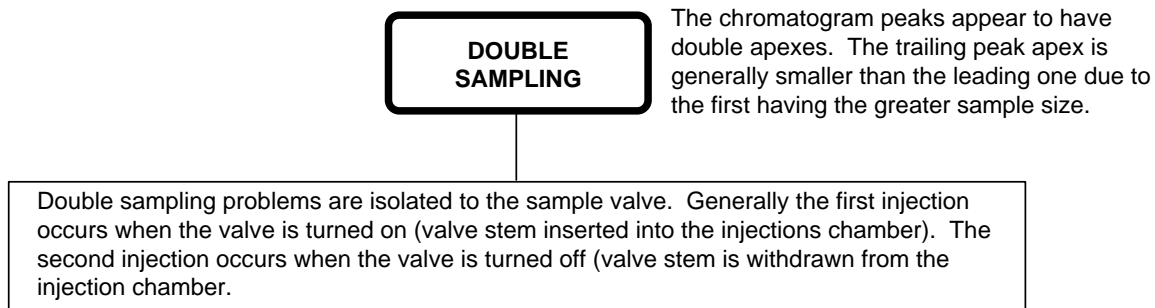 DOUBLE
SAMPLING
The chromatogram peaks appear to have
double apexes.  The trailing peak apex is
generally smaller than the leading one due to
the first having the greater sample size.
Double sampling problems are isolated to the sample valve.  Generally the first injection
occurs when the valve is turned on (valve stem inserted into the injections chamber).  The
second injection occurs when the valve is turned off (valve stem is withdrawn from the
injection chamber.